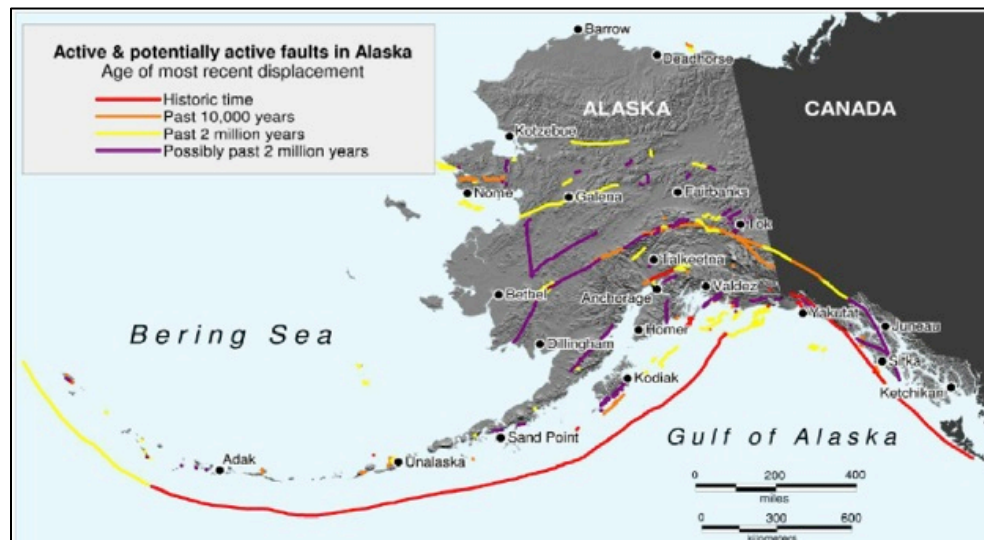 Active & potentially active faults in Alaska
Age of most recent displacement
Historic time
Past 10,000 years
Past 2 million years
Possibly past 2 million years
Barrow
Deadhorse
ALASKA
CANADA
Kotzebue
Nome
Galena
Fairbanks
Tok
Talkeetna
Bethel
Anchorage
Valdez
Yakutat
Juneau
Bering Sea
Dillingham
Homer
Sitka
Kodiak
Ketchikan
Sand Point
Gulf of Alaska
Adak
Unalaska
0 200 400
miles
0 300 600
kilometers